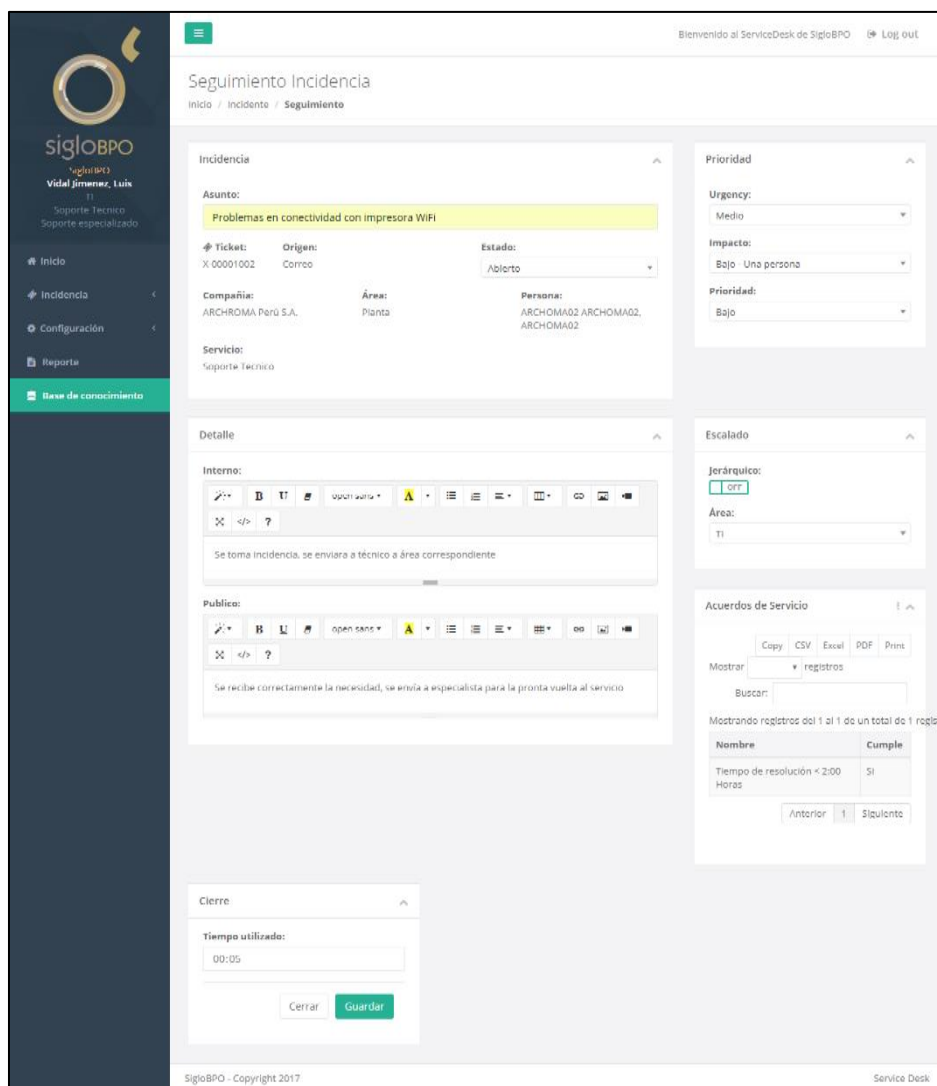 Bienvenido al ServiceDesk de SigloBPO
Log out
sigloBPO
SigloBPO
Vidal Jimenez, Luis
TI
Soporte Tecnico
Soporte especializado
Inicio
Incidencia
Configuración
Reporte
Base de conocimiento
Seguimiento Incidencia
Inicio / Incidente / Seguimiento
Incidencia
Asunto:
Problemas en conectividad con impresora WiFi
Ticket: Origen: Estado:
X 00001002 Correo Abierto
Compañia: Área: Persona:
ARCHROMA Perú S.A. Planta ARCHOMA02 ARCHOMA02,
ARCHOMA02
Servicio:
Soporte Tecnico
Prioridad
Urgency:
Medio
Impacto:
Bajo - Una persona
Prioridad:
Bajo
Detalle
Interno:
B U open sans A
</> ?
Se toma incidencia, se enviara a técnico a área correspondiente
Publico:
B U open sans A
</> ?
Se recibe correctamente la necesidad, se envía a especialista para la pronta vuelta al servicio
Escalado
Jerárquico:
OFF
Área:
TI
Acuerdos de Servicio
Copy CSV Excel PDF Print
Mostrar registros
Buscar:
Mostrando registros del 1 al 1 de un total de 1 regis
Nombre Cumple
Tiempo de resolución < 2:00 SI
Horas
Anterior 1 Siguiente
Cierre
Tiempo utilizado:
00:05
Cerrar Guardar
SigloBPO - Copyright 2017
Service Desk